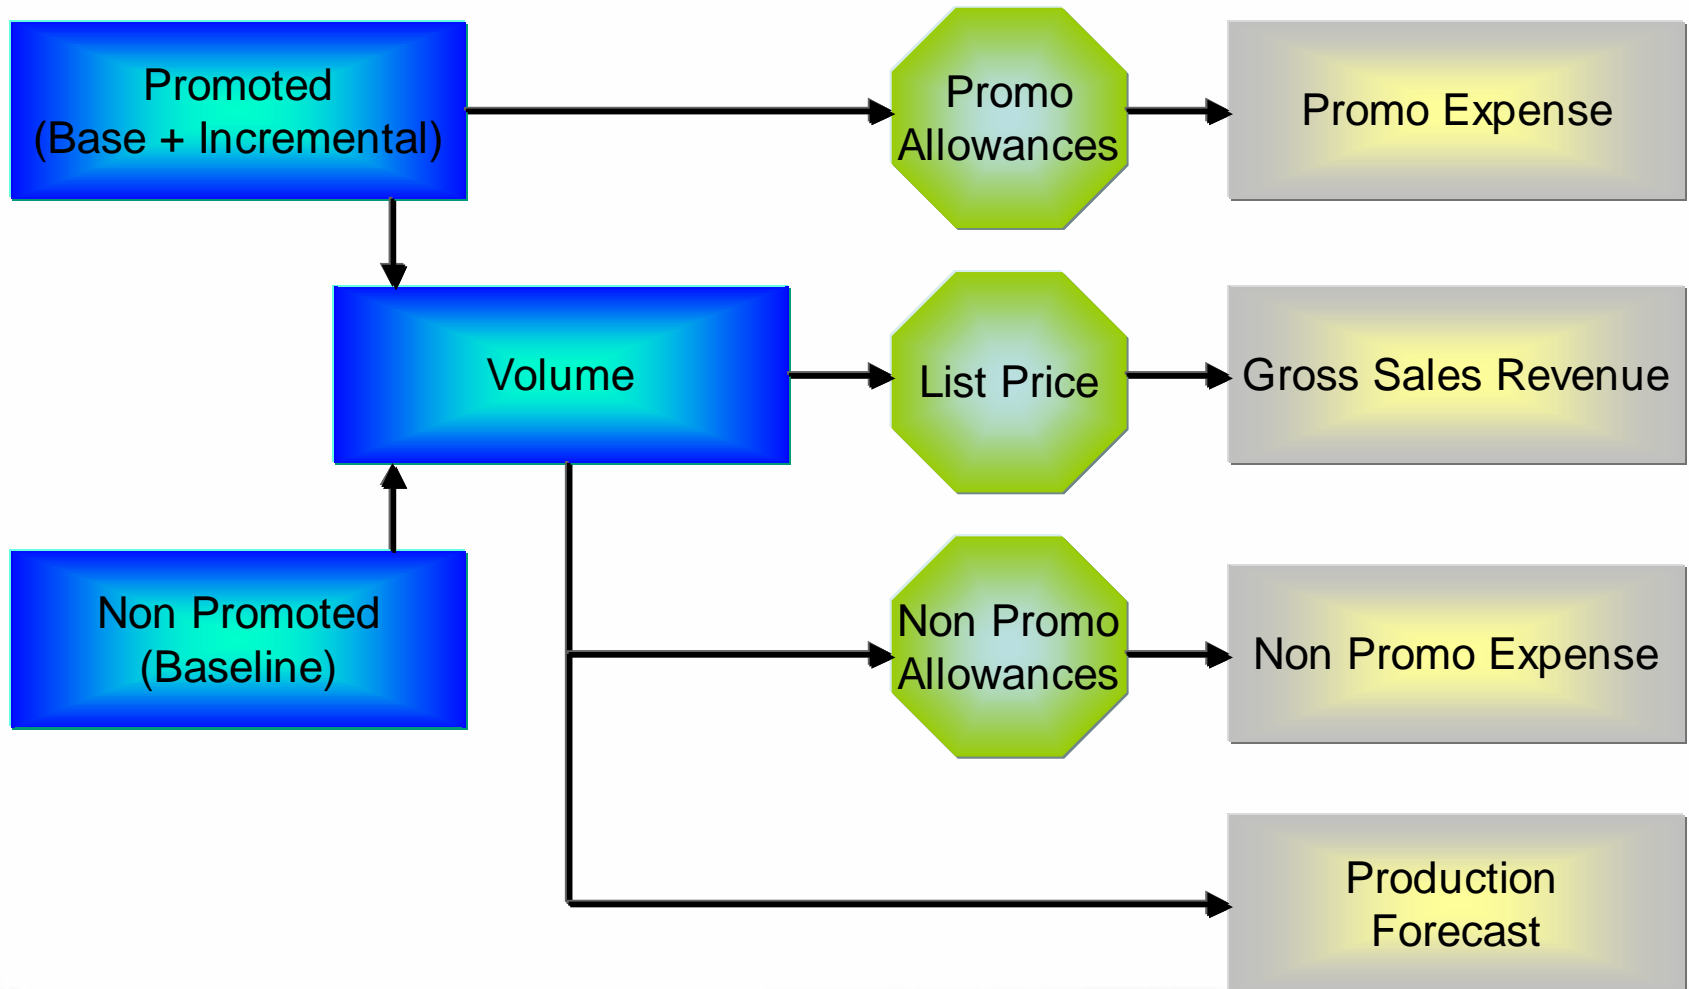 Promoted
(Base + Incremental)
Promo
Allowances
Promo Expense
Volume
List Price
Gross Sales Revenue
Non Promoted
(Baseline)
Non Promo
Allowances
Non Promo Expense
Production
Forecast